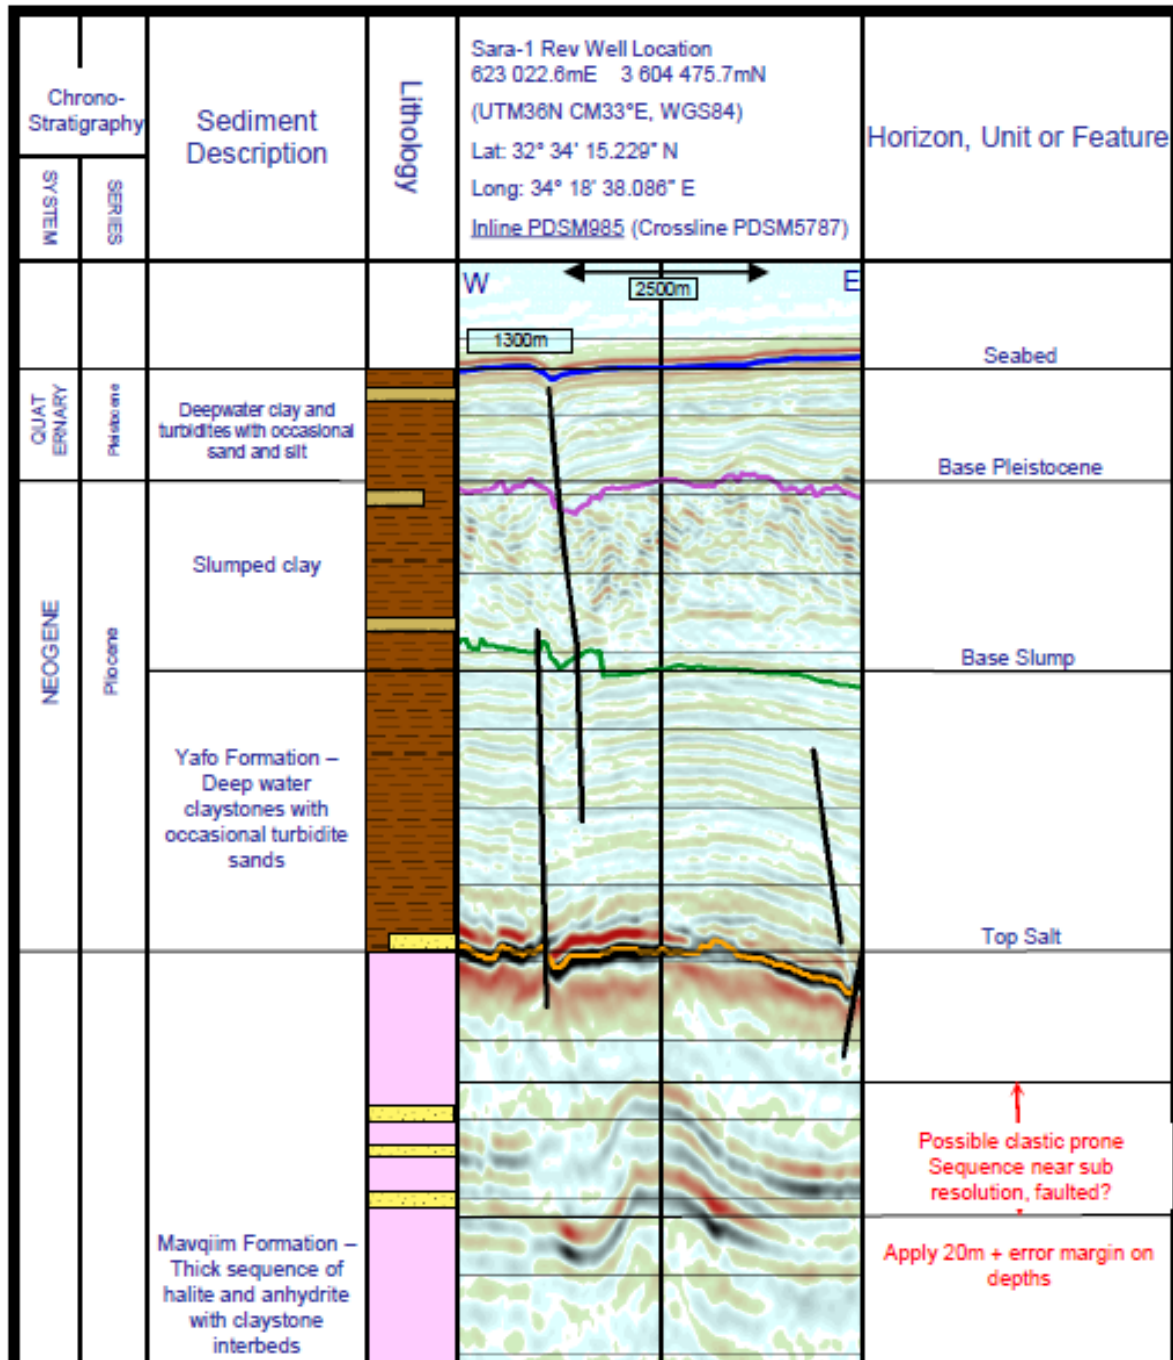 Chrono-
Stratigraphy
SYSTEM
SERIES
Sediment
Description
Lithology
Sara-1 Rev Well Location
623 022.6mE 3 604 475.7mN
(UTM36N CM33°E, WGS84)
Lat: 32° 34' 15.229" N
Long: 34° 18' 38.086" E
Inline PDSM985 (Crossline PDSM5787)
Horizon, Unit or Feature
W
E
2500m
1300m
Seabed
QUAT
ERNARY
Pleistocene
Deepwater clay and
turbidites with occasional
sand and silt
Base Pleistocene
NEOGENE
Pliocene
Slumped clay
Base Slump
Yafo Formation –
Deep water
claystones with
occasional turbidite
sands
Top Salt
Possible clastic prone
Sequence near sub
resolution, faulted?
Apply 20m + error margin on
depths
Mavqiim Formation –
Thick sequence of
halite and anhydrite
with claystone
interbeds